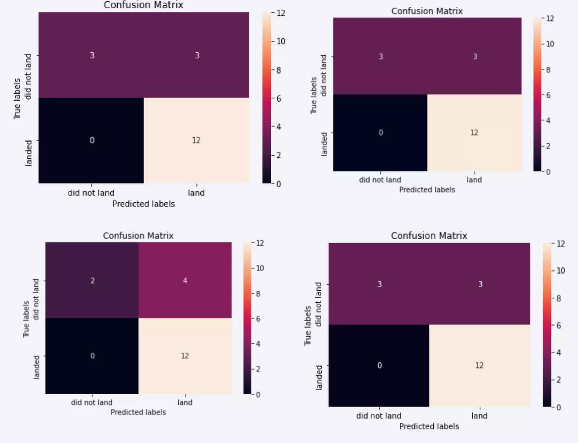 Confusion Matrix
True labels
did not land
landed
3
3
0
12
12
10
8
6
4
2
0
did not land
land
Predicted labels
Confusion Matrix
True labels
did not land
landed
3
3
0
12
12
10
8
6
4
2
0
did not land
land
Predicted labels
Confusion Matrix
True labels
did not land
landed
2
4
0
12
12
10
8
6
4
2
0
did not land
land
Predicted labels
Confusion Matrix
True labels
did not land
landed
3
3
0
12
12
10
8
6
4
2
0
did not land
land
Predicted labels